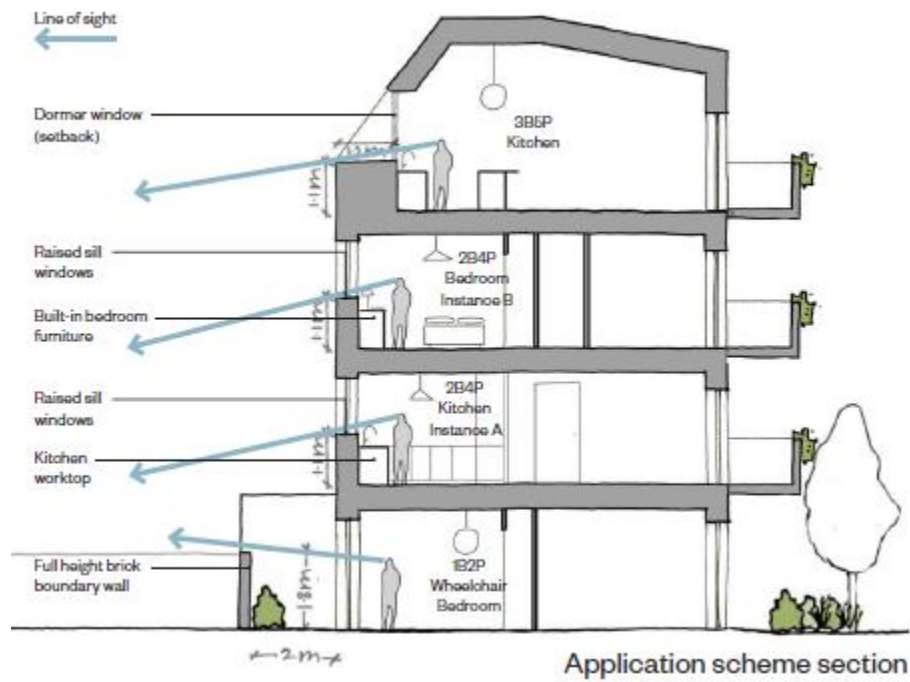 Line of sight
Dormer window
(setback)
3B5P
Kitchen
1.1m
Raised sill
windows
2B4P
Bedroom
Instance B
Built-in bedroom
furniture
1.1m
Raised sill
windows
2B4P
Kitchen
Instance A
Kitchen
worktop
1.1m
Full height brick
boundary wall
1.8m
1B2P
Wheelchair
Bedroom
2m
Application scheme section